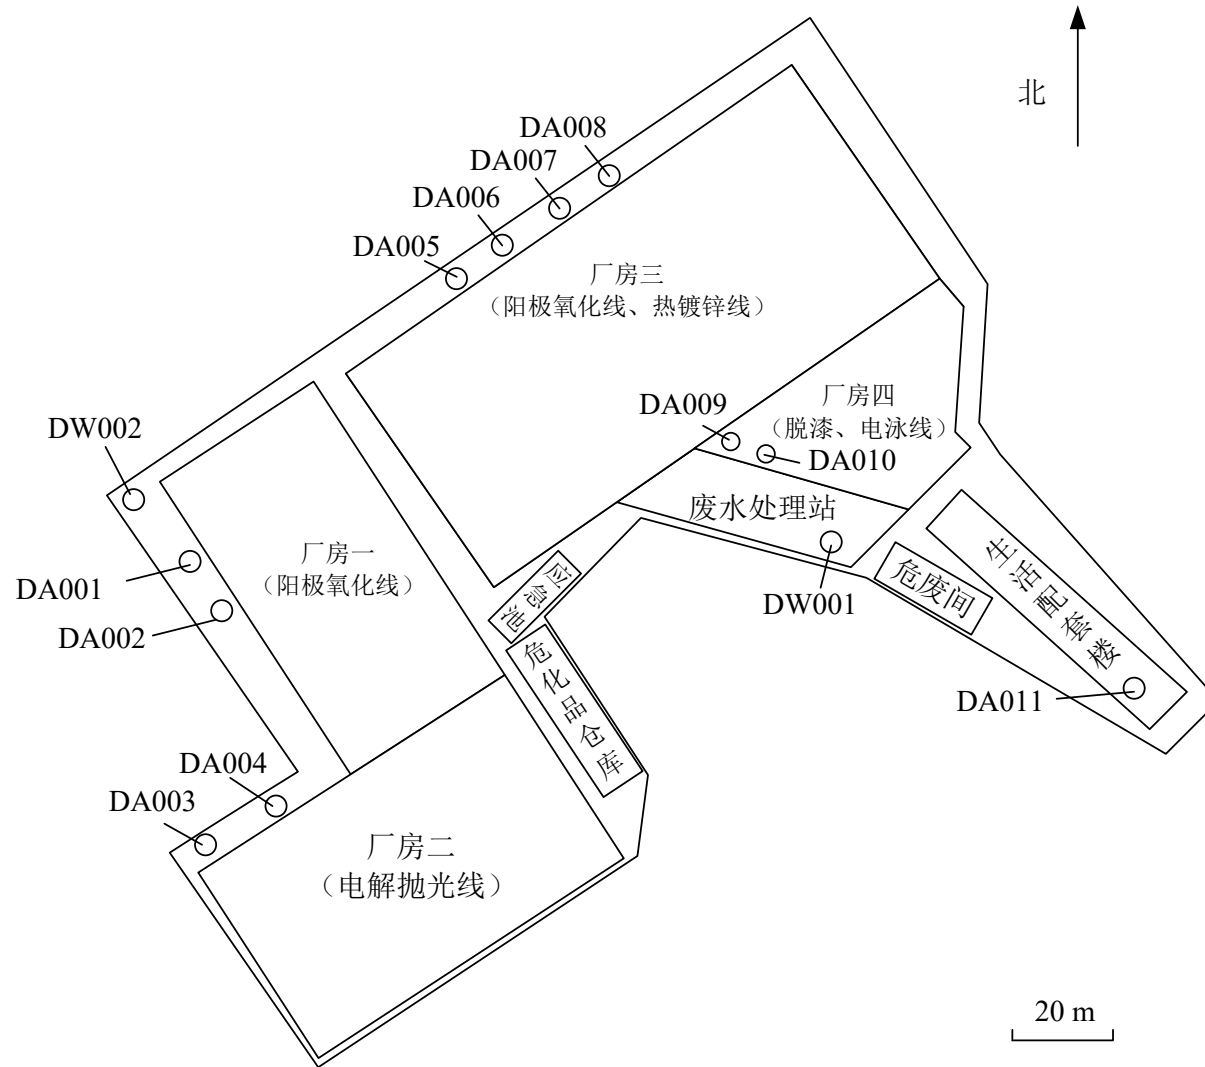 北
DA008
DA007
DA006
DA005
厂房三
（阳极氧化线、热镀锌线）
厂房四
（脱漆、电泳线）
DA009
DA010
DW002
废水处理站
厂房一
（阳极氧化线）
DA001
DA002
应急池
危废间
生活配套楼
DW001
危化品仓库
DA011
DA004
DA003
厂房二
（电解抛光线）
20 m